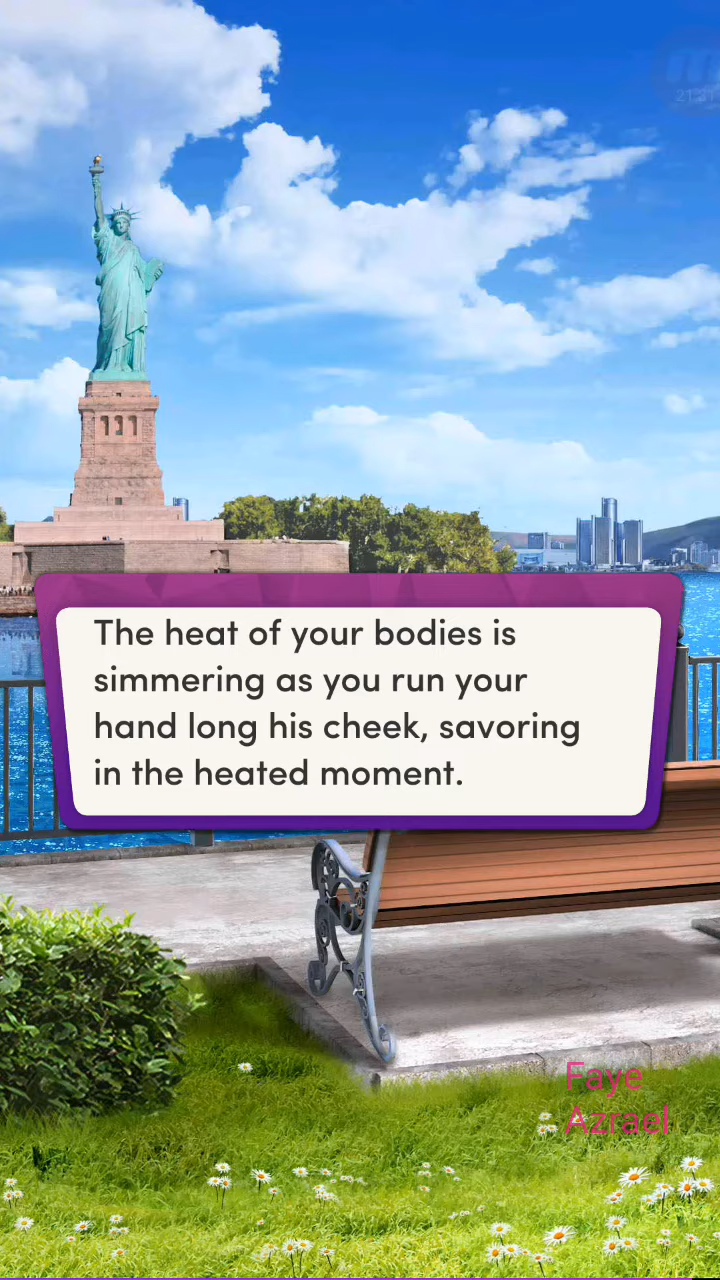 The heat of your bodies is
simmering as you run your
hand long his cheek, savoring
in the heated moment.
Faye
Azrael